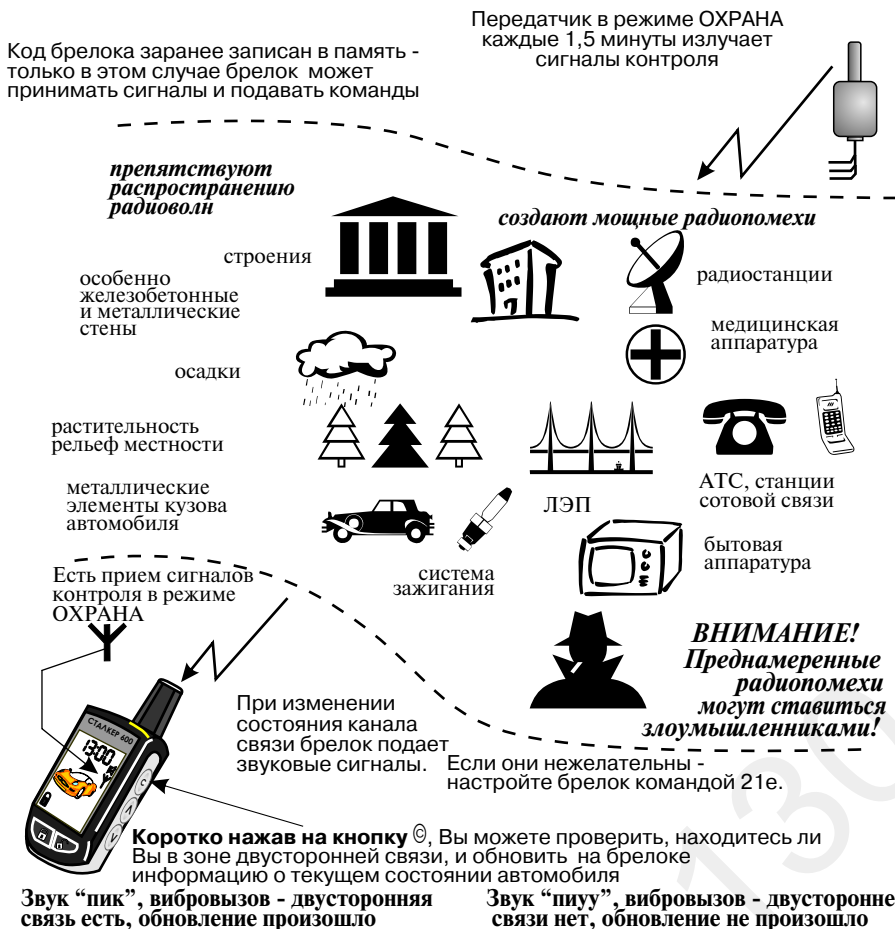 Код брелока заранее записан в память -
только в этом случае брелок может
принимать сигналы и подавать команды
Передатчик в режиме ОХРАНА
каждые 1,5 минуты излучает
сигналы контроля
препятствуют
распространению
радиоволн
создают мощные радиопомехи
строения
особенно
железобетонные
и металлические
стены
осадки
растительность
рельеф местности
металлические
элементы кузова
автомобиля
радиостанции
медицинская
аппаратура
АТС, станции
сотовой связи
ЛЭП
бытовая
аппаратура
система
зажигания
Есть прием сигналов
контроля в режиме
ОХРАНА
ВНИМАНИЕ!
Преднамеренные
радиопомехи
могут ставиться
злоумышленниками!
СТАЛКЕР 600
13:00
C
Λ
V
При изменении
состояния канала
связи брелок подает
звуковые сигналы.
Если они нежелательны -
настройте брелок командой 21е.
Коротко нажав на кнопку ©, Вы можете проверить, находитесь ли
Вы в зоне двусторонней связи, и обновить на брелоке
информацию о текущем состоянии автомобиля
Звук “пик”, вибровызов - двусторонняя
связь есть, обновление произошло
Звук “пиуу”, вибровызов - двусторонне
связи нет, обновление не произошло
130